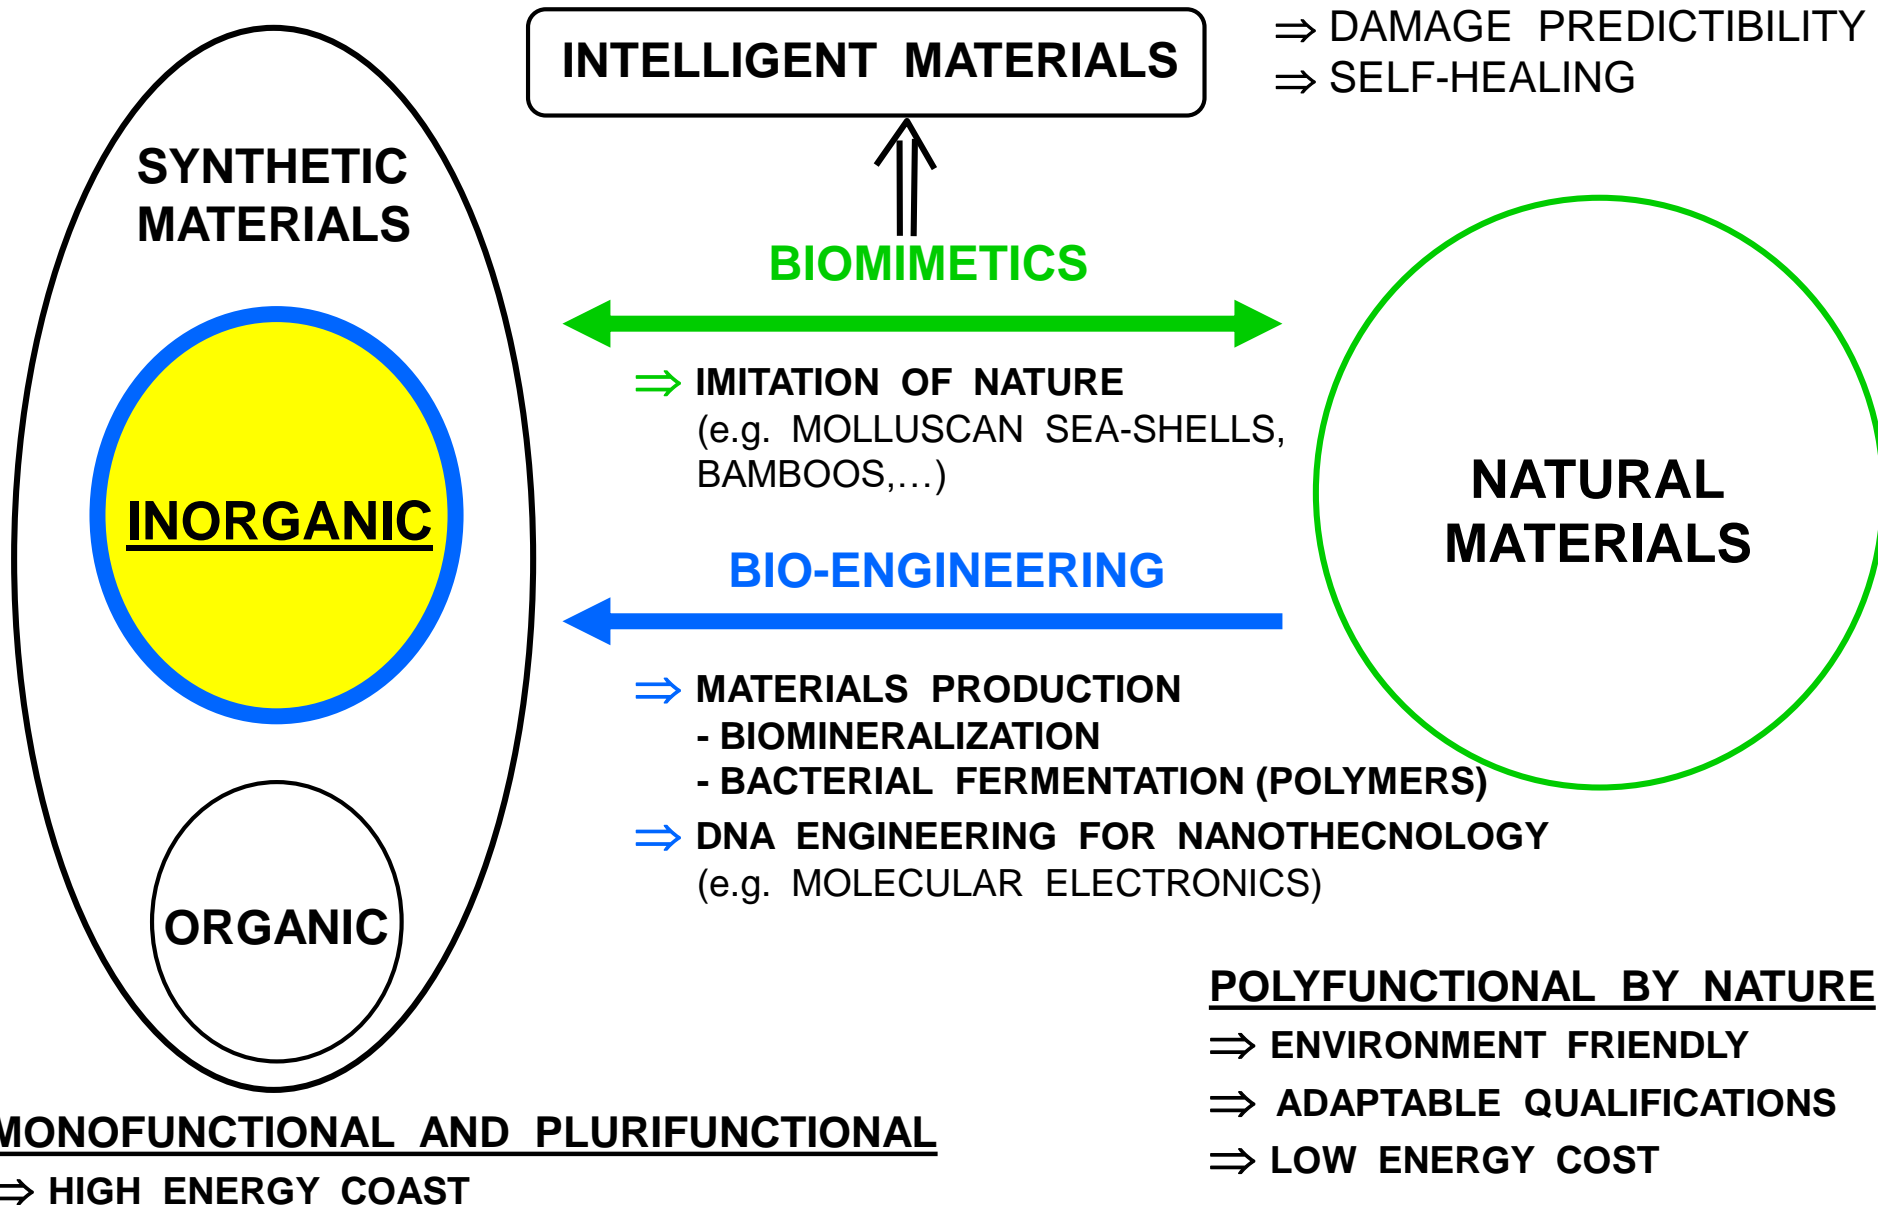 INTELLIGENT MATERIALS
⇒ DAMAGE PREDICTIBILITY
⇒ SELF-HEALING
SYNTHETIC
MATERIALS
INORGANIC
ORGANIC
BIOMIMETICS
⇒ IMITATION OF NATURE
(e.g. MOLLUSCAN SEA-SHELLS,
BAMBOOS,…)
BIO-ENGINEERING
⇒ MATERIALS PRODUCTION
- BIOMINERALIZATION
- BACTERIAL FERMENTATION (POLYMERS)
⇒ DNA ENGINEERING FOR NANOTHECNOLOGY
(e.g. MOLECULAR ELECTRONICS)
NATURAL
MATERIALS
POLYFUNCTIONAL BY NATURE
⇒ ENVIRONMENT FRIENDLY
⇒ ADAPTABLE QUALIFICATIONS
⇒ LOW ENERGY COST
MONOFUNCTIONAL AND PLURIFUNCTIONAL
⇒ HIGH ENERGY COAST